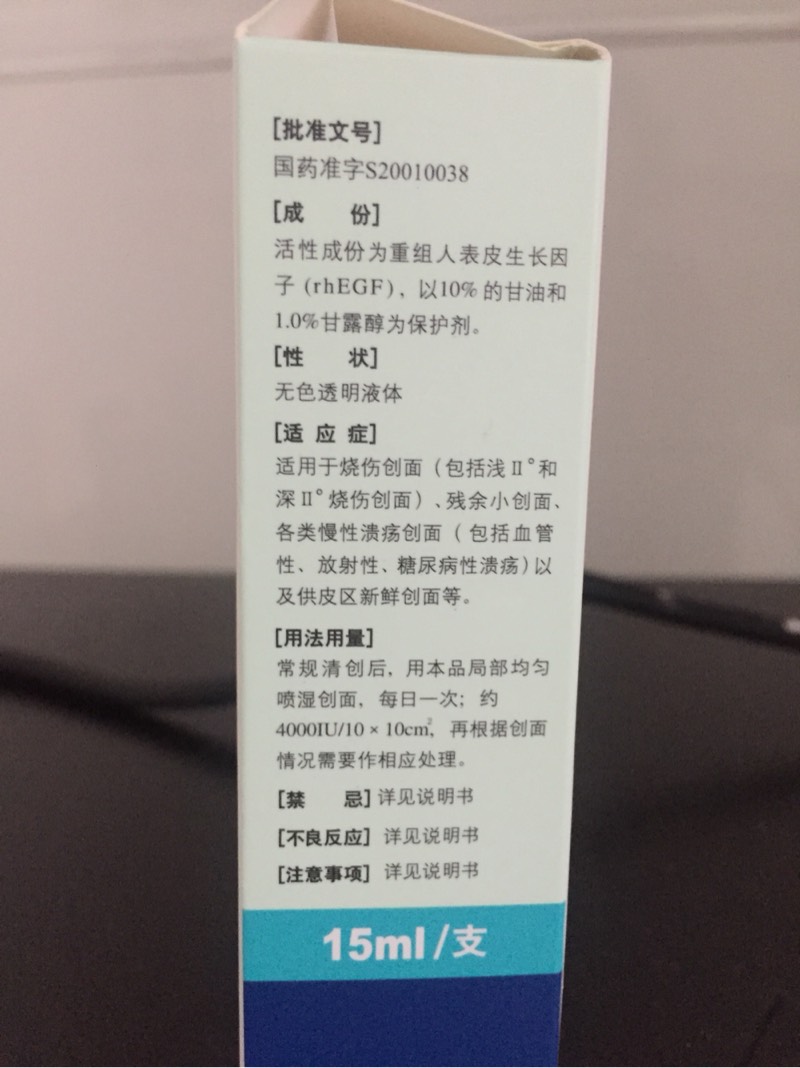 [批准文号]
国药准字S20010038
[成 份]
活性成份为重组人表皮生长因
子(rhEGF)，以10%的甘油和
1.0%甘露醇为保护剂。
[性 状]
无色透明液体
[适 应 症]
适用于烧伤创面（包括浅Ⅱ°和
深Ⅱ°烧伤创面）、残余小创面、
各类慢性溃疡创面（包括血管
性、放射性、糖尿病性溃疡）以
及供皮区新鲜创面等。
[用法用量]
常规清创后，用本品局部均匀
喷湿创面，每日一次；约
4000IU/10×10cm²，再根据创面
情况需要作相应处理。
[禁 忌] 详见说明书
[不良反应] 详见说明书
[注意事项] 详见说明书
15ml/支